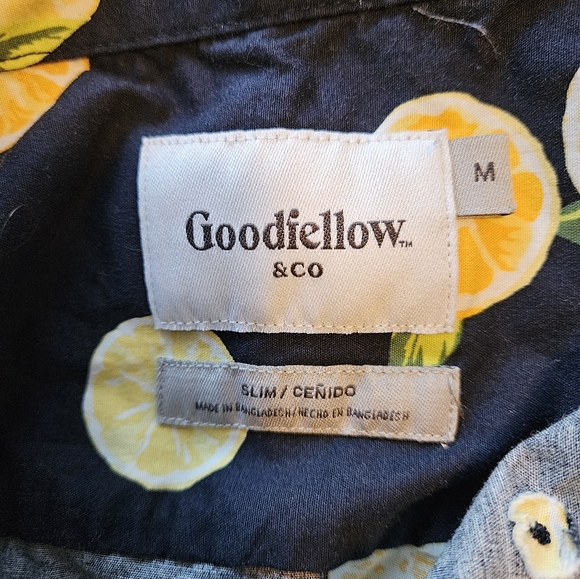 Goodfellow™
&CO
M
SLIM / CEÑIDO
MADE IN BANGLADESH / HECHO EN BANGLADESH